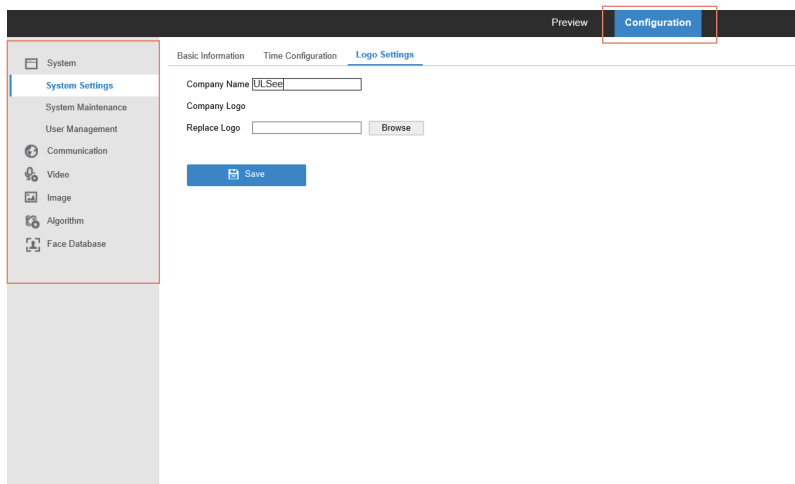 Preview Configuration
System
System Settings
System Maintenance
User Management
Communication
Video
Image
Algorithm
Face Database
Basic Information Time Configuration Logo Settings
Company Name ULSee
Company Logo
Replace Logo Browse
Save